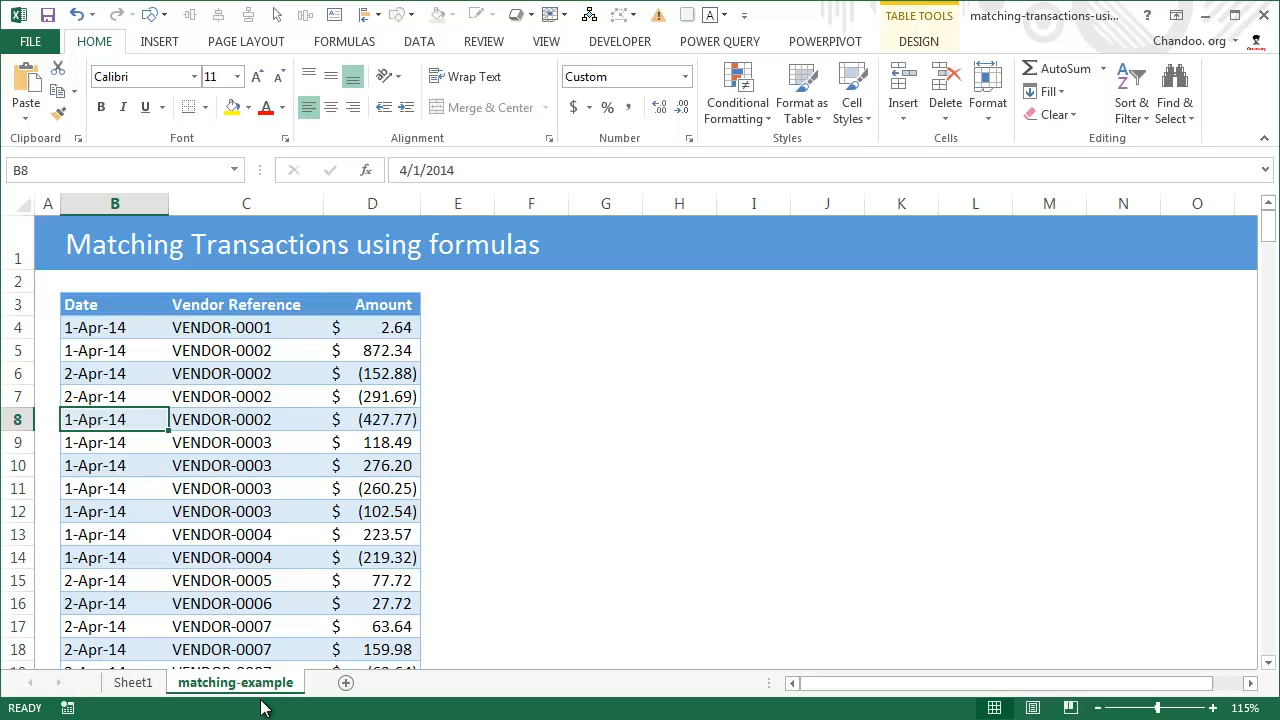 matching-transactions-usi...
TABLE TOOLS
FILE HOME INSERT PAGE LAYOUT FORMULAS DATA REVIEW VIEW DEVELOPER POWER QUERY POWERPIVOT DESIGN Chandoo. org
Paste
Calibri 11
Wrap Text
Merge & Center
Custom
Conditional Formatting
Format as Table
Cell Styles
Insert
Delete
Format
AutoSum
Fill
Clear
Sort & Filter
Find & Select
Clipboard Font Alignment Number Styles Cells Editing
B8 fx 4/1/2014
A B C D E F G H I J K L M N O
1 Matching Transactions using formulas
2
3 Date Vendor Reference Amount
4 1-Apr-14 VENDOR-0001 $ 2.64
5 1-Apr-14 VENDOR-0002 $ 872.34
6 2-Apr-14 VENDOR-0002 $ (152.88)
7 2-Apr-14 VENDOR-0002 $ (291.69)
8 1-Apr-14 VENDOR-0002 $ (427.77)
9 1-Apr-14 VENDOR-0003 $ 118.49
10 1-Apr-14 VENDOR-0003 $ 276.20
11 1-Apr-14 VENDOR-0003 $ (260.25)
12 1-Apr-14 VENDOR-0003 $ (102.54)
13 1-Apr-14 VENDOR-0004 $ 223.57
14 1-Apr-14 VENDOR-0004 $ (219.32)
15 2-Apr-14 VENDOR-0005 $ 77.72
16 2-Apr-14 VENDOR-0006 $ 27.72
17 2-Apr-14 VENDOR-0007 $ 63.64
18 2-Apr-14 VENDOR-0007 $ 159.98
Sheet1 matching-example
READY 115%